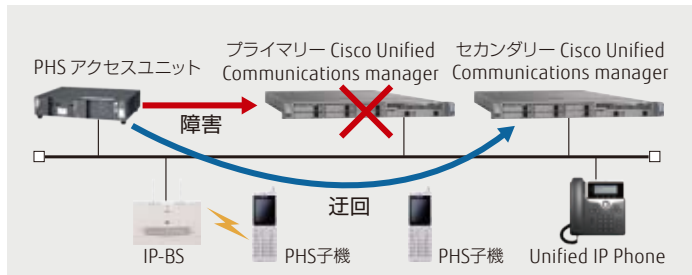 PHS アクセスユニット
プライマリー Cisco Unified
Communications manager
セカンダリー Cisco Unified
Communications manager
障害
迂回
IP-BS
PHS子機
PHS子機
Unified IP Phone